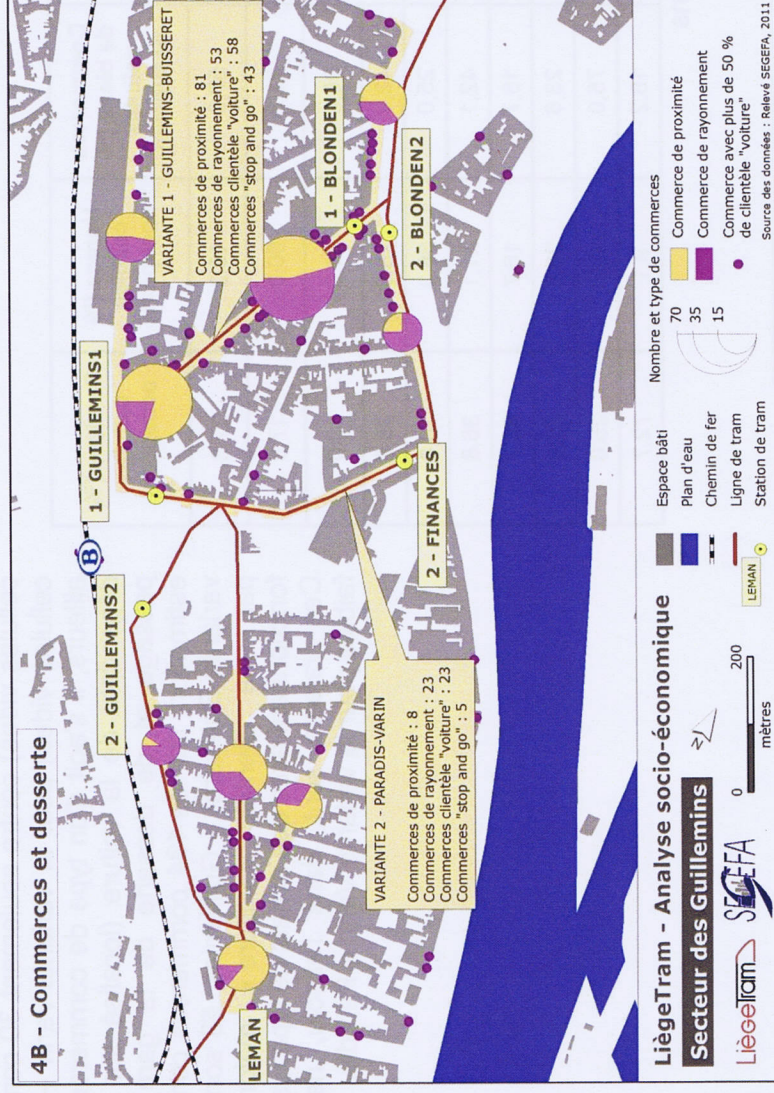 4B - Commerces et desserte
VARIANTE 1 - GUILLEMINS-BUISSERET
Commerces de proximité : 81
Commerces de rayonnement : 53
Commerces clientèle "voiture" : 58
Commerces "stop and go" : 43
1 - GUILLEMINS1
1 - BLONDEN1
2 - BLONDEN2
B
2 - GUILLEMINS2
2 - FINANCES
LEMAN
VARIANTE 2 - PARADIS-VARIN
Commerces de proximité : 8
Commerces de rayonnement : 23
Commerces clientèle "voiture" : 23
Commerces "stop and go" : 5
LiègeTram - Analyse socio-économique
Secteur des Guillemins
LiègeTram
SEGEFA
N
0
200
mètres
Espace bâti
Plan d'eau
Chemin de fer
Ligne de tram
LEMAN
Station de tram
Nombre et type de commerces
70
35
15
Commerce de proximité
Commerce de rayonnement
Commerce avec plus de 50 %
de clientèle "voiture"
Source des données : Relevé SEGEFA, 2011